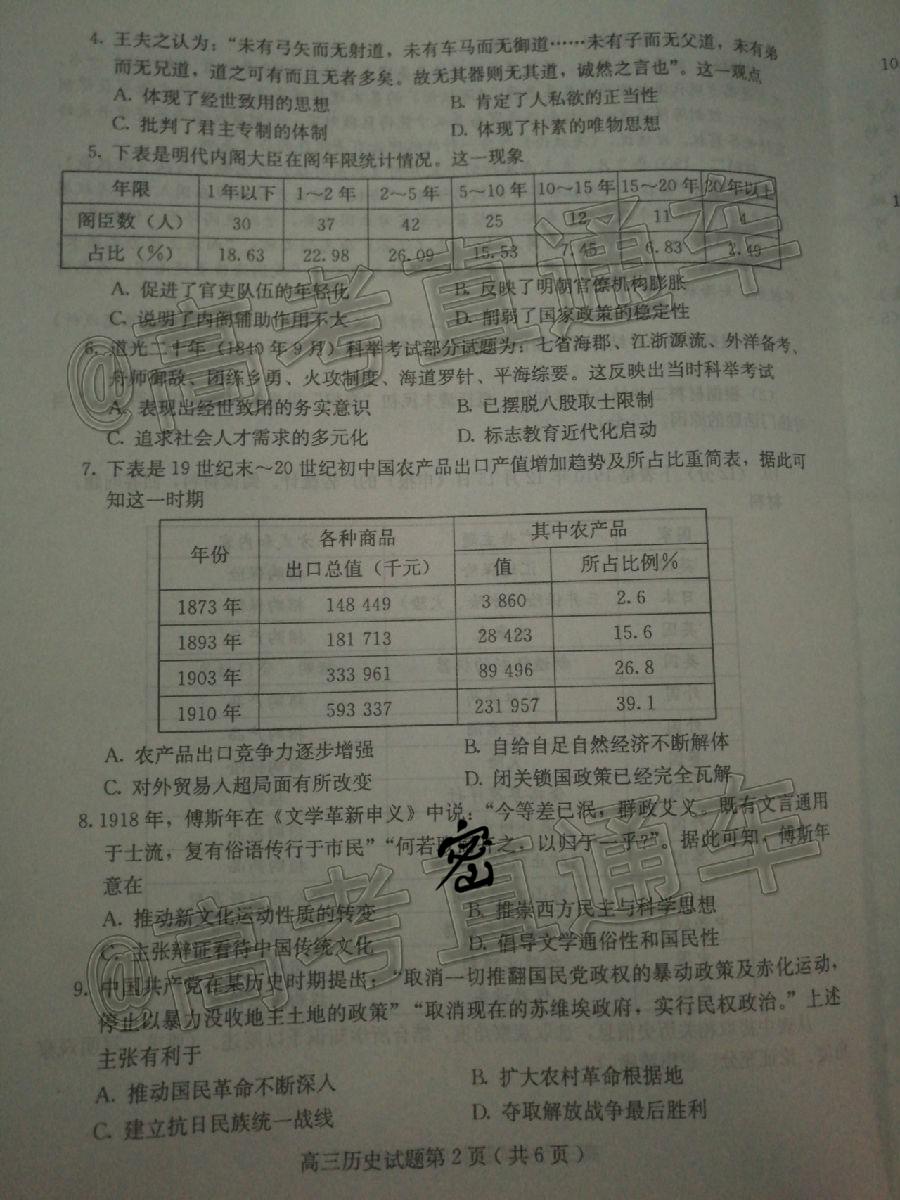 4. 王夫之认为：“未有弓矢而无射道，未有车马而无御道……未有子而无父道，未有弟
而无兄道，道之可有而且无者多矣。故无其器则无其道，诚然之言也”。这一观点
A. 体现了经世致用的思想 B. 肯定了人私欲的正当性
C. 批判了君主专制的体制 D. 体现了朴素的唯物思想
5. 下表是明代内阁大臣在阁年限统计情况。这一现象
年限 1年以下 1～2年 2～5年 5～10年 10～15年 15～20年 20年以上
阁臣数（人） 30 37 42 25 12 11 4
占比（%） 18.63 22.98 26.09 15.53 7.45 6.83 2.49
A. 促进了官吏队伍的年轻化 B. 反映了明朝官僚机构膨胀
C. 说明了内阁辅助作用不大 D. 削弱了国家政策的稳定性
6. 道光二十年（1840年9月）科举考试部分试题为：七省海郡、江浙源流、外洋备考、
舟师御敌、团练乡勇、火攻制度、海道罗针、平海综要。这反映出当时科举考试
A. 表现出经世致用的务实意识 B. 已摆脱八股取士限制
C. 追求社会人才需求的多元化 D. 标志教育近代化启动
7. 下表是19世纪末～20世纪初中国农产品出口产值增加趋势及所占比重简表，据此可
知这一时期
年份 各种商品出口总值（千元） 其中农产品
值 所占比例%
1873年 148 449 3 860 2.6
1893年 181 713 28 423 15.6
1903年 333 961 89 496 26.8
1910年 593 337 231 957 39.1
A. 农产品出口竞争力逐步增强 B. 自给自足自然经济不断解体
C. 对外贸易人超局面有所改变 D. 闭关锁国政策已经完全瓦解
8. 1918年，傅斯年在《文学革新申义》中说：“今等差已泯，群政艾义。既有文言通用
于士流，复有俗语传行于市民”“何若 之，以归于一乎？”。据此可知，傅斯年
意在
密
A. 推动新文化运动性质的转变 B. 推崇西方民主与科学思想
C. 主张辩证看待中国传统文化 D. 倡导文学通俗性和国民性
9. 中国共产党在某历史时期提出：“取消一切推翻国民党政权的暴动政策及赤化运动，
停止以暴力没收地主土地的政策”“取消现在的苏维埃政府，实行民权政治。”上述
主张有利于
A. 推动国民革命不断深入 B. 扩大农村革命根据地
C. 建立抗日民族统一战线 D. 夺取解放战争最后胜利
高三历史试题第2页（共6页）
@高考直通车
@高考直通车
10
1